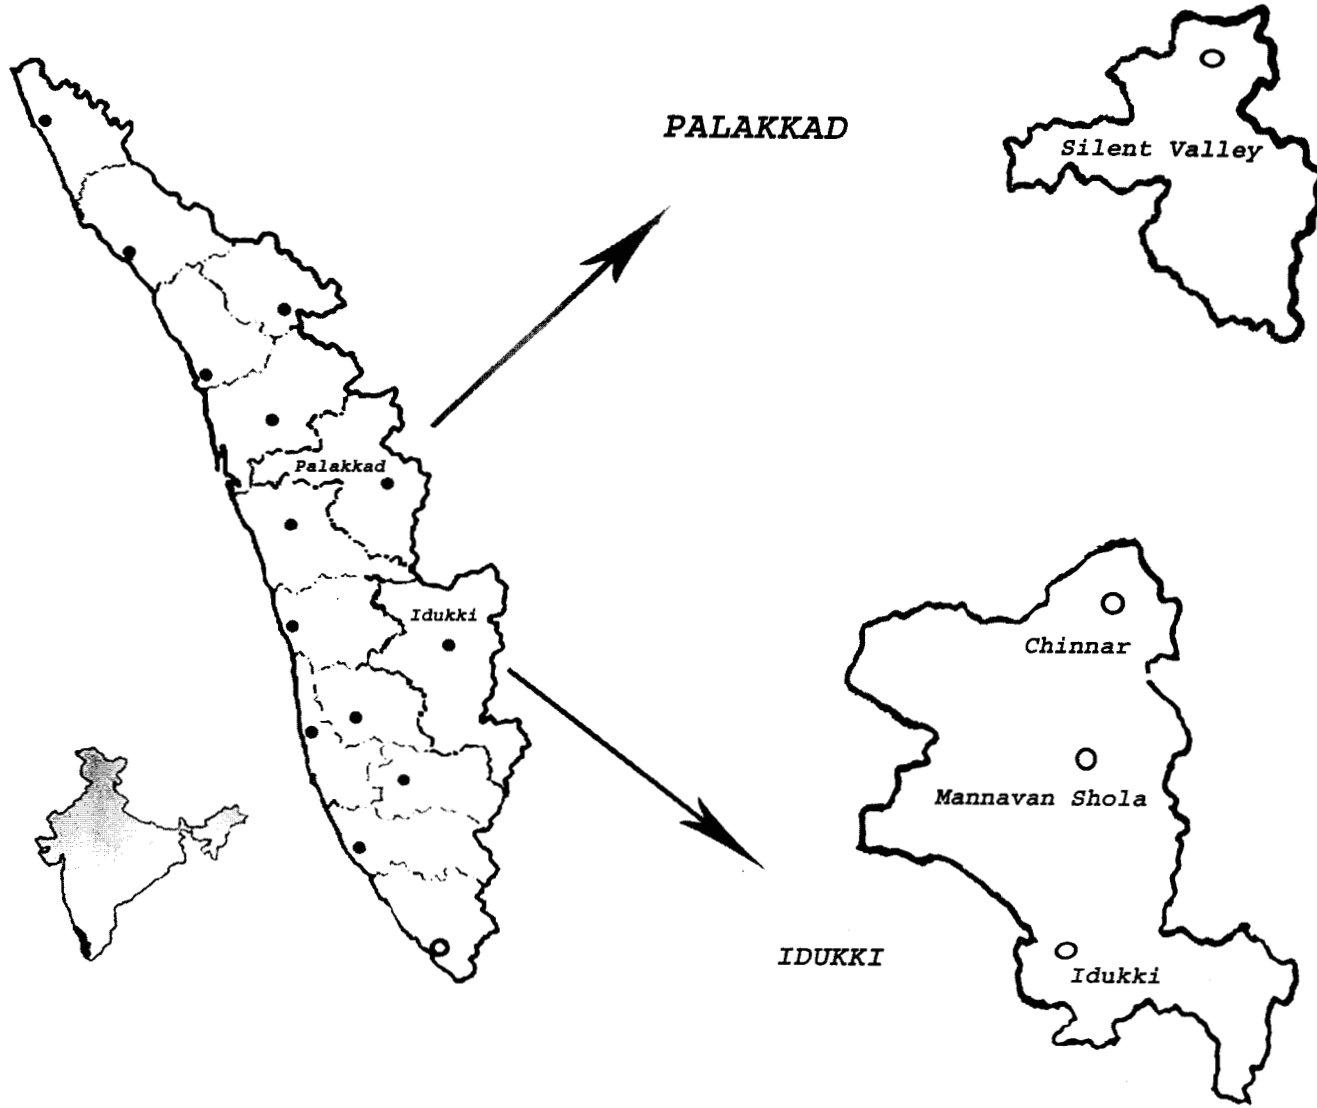 PALAKKAD
Silent Valley
Palakkad
Idukki
Chinnar
Mannavan Shola
IDUKKI
Idukki